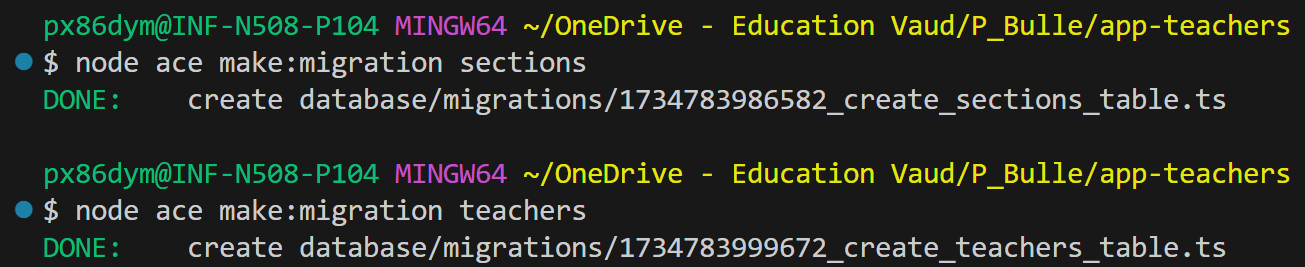 px86dym@INF-N508-P104 MINGW64 ~/OneDrive - Education Vaud/P_Bulle/app-teachers
$ node ace make:migration sections
DONE:    create database/migrations/1734783986582_create_sections_table.ts
px86dym@INF-N508-P104 MINGW64 ~/OneDrive - Education Vaud/P_Bulle/app-teachers
$ node ace make:migration teachers
DONE:    create database/migrations/1734783999672_create_teachers_table.ts